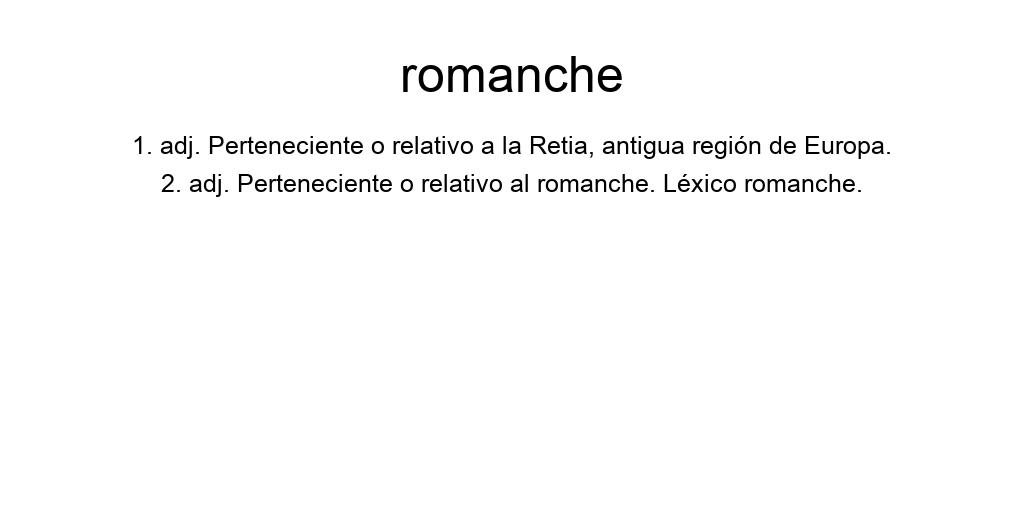 romanche
1. adj. Perteneciente o relativo a la Retia, antigua región de Europa.
2. adj. Perteneciente o relativo al romanche. Léxico romanche.